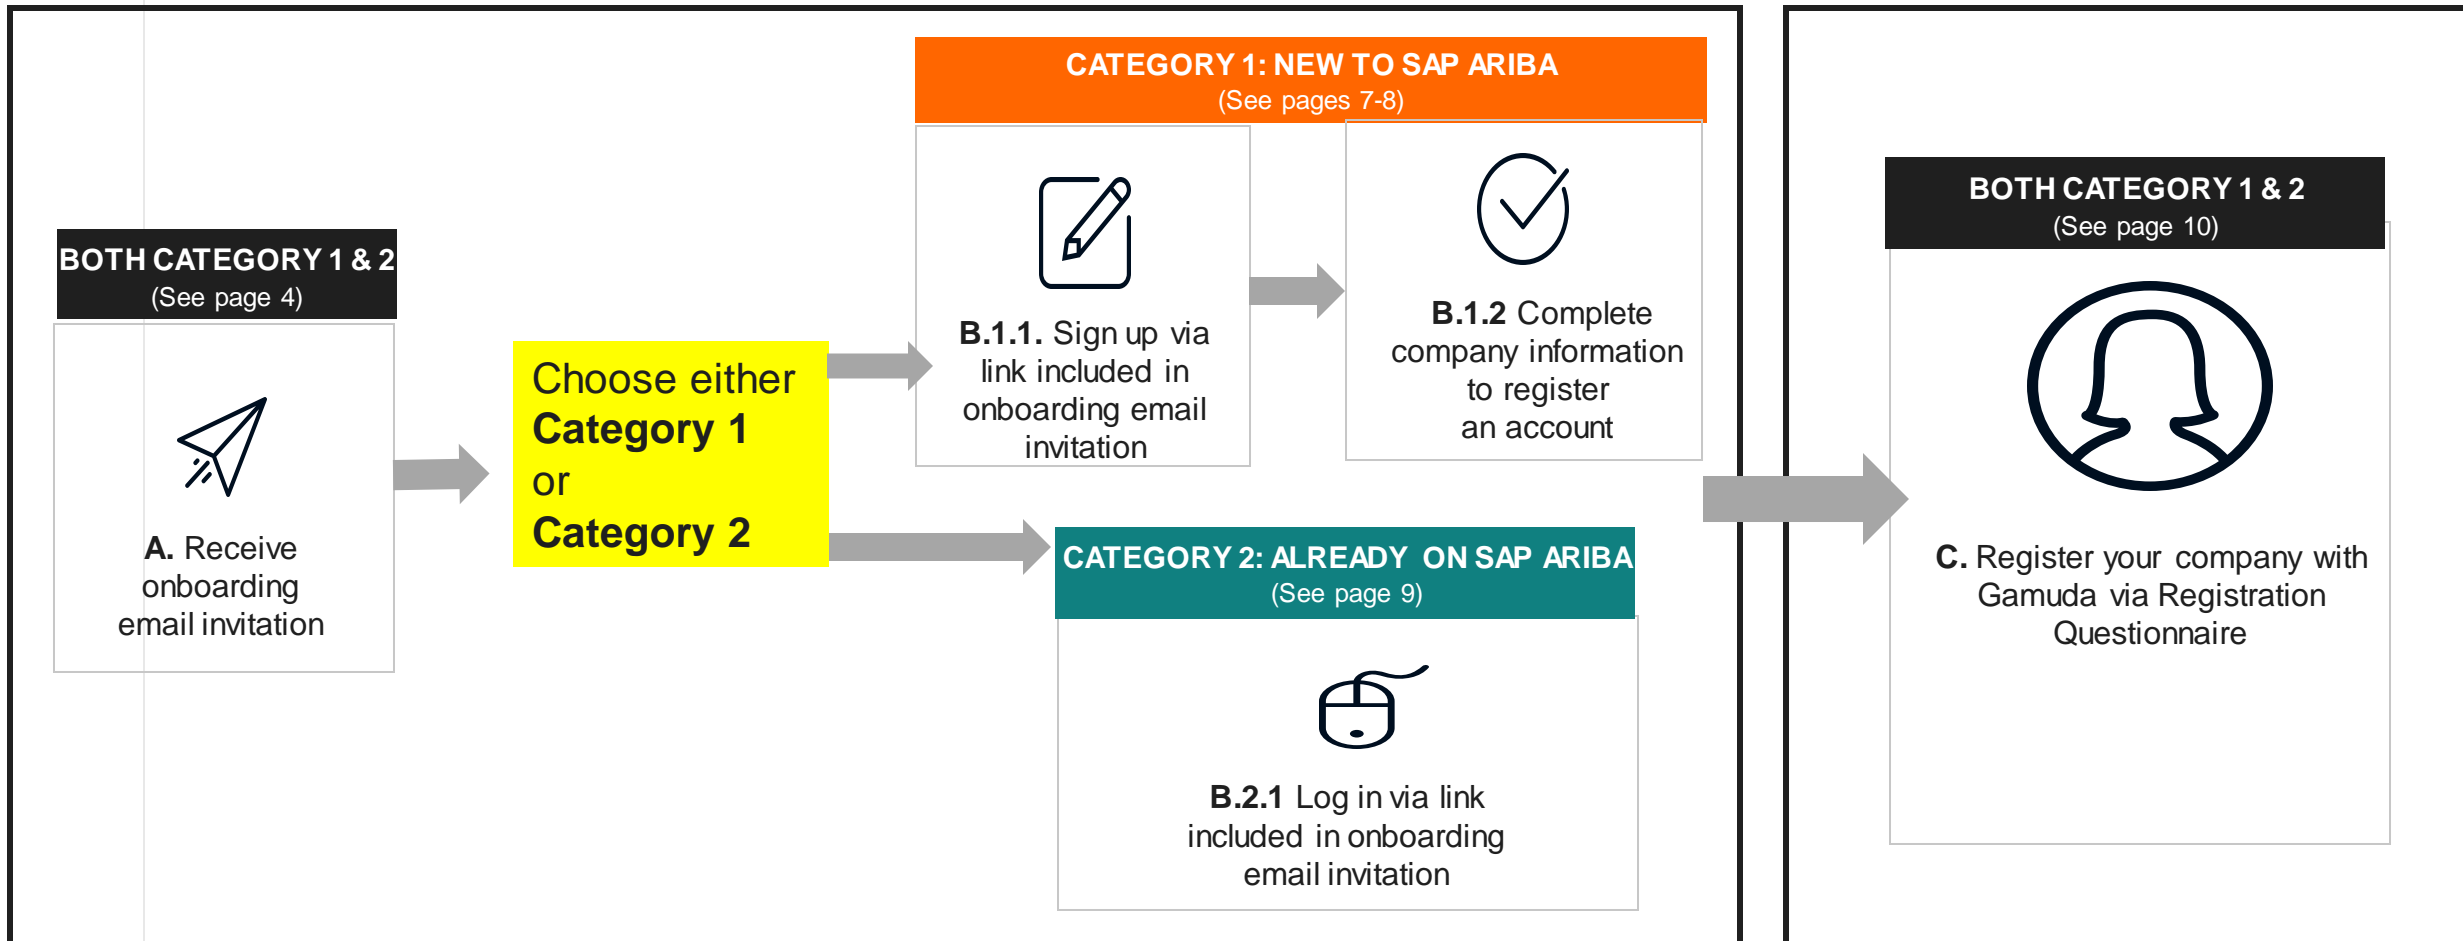 BOTH CATEGORY 1 & 2
(See page 4)
A. Receive
onboarding
email invitation
Choose either
Category 1
or
Category 2
CATEGORY 1: NEW TO SAP ARIBA
(See pages 7-8)
B.1.1. Sign up via
link included in
onboarding email
invitation
B.1.2 Complete
company information
to register
an account
CATEGORY 2: ALREADY ON SAP ARIBA
(See page 9)
B.2.1 Log in via link
included in onboarding
email invitation
BOTH CATEGORY 1 & 2
(See page 10)
C. Register your company with
Gamuda via Registration
Questionnaire